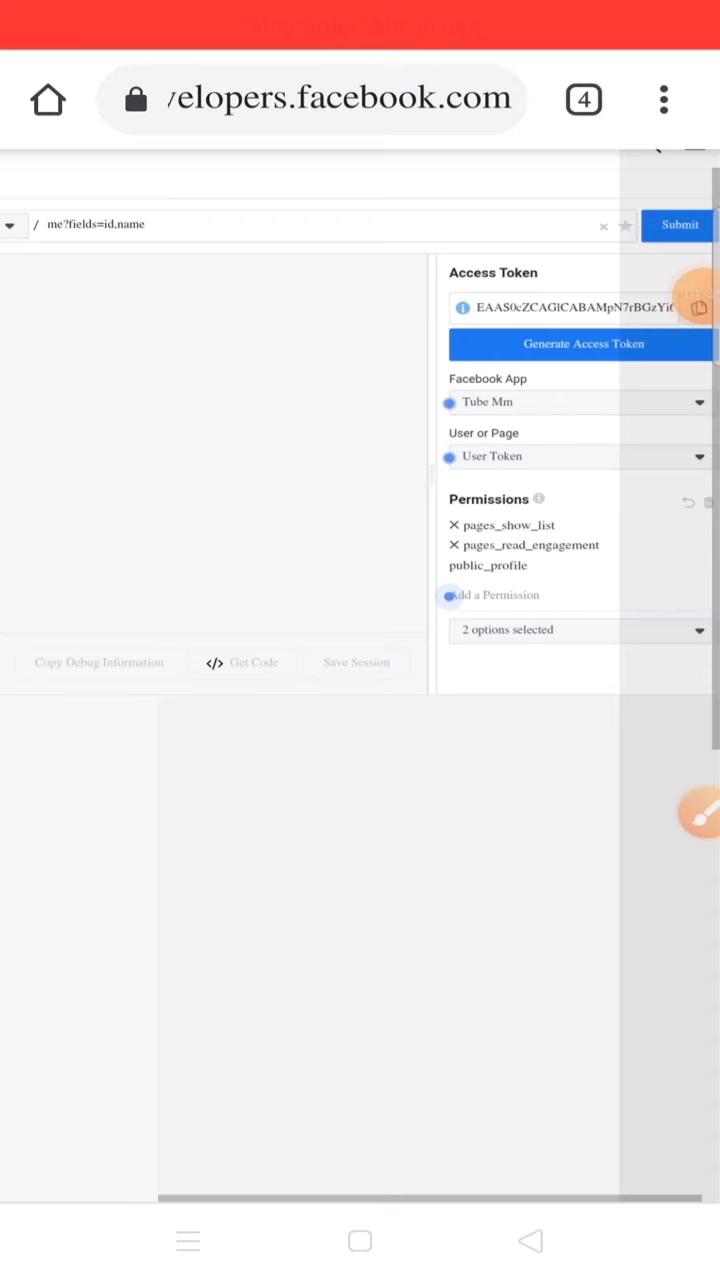 /elopers.facebook.com
4
/ me?fields=id,name
Submit
Access Token
EAAS0cZCAGlCABAMpN7rBGzYi
Generate Access Token
Facebook App
Tube Mm
User or Page
User Token
Permissions
pages_show_list
pages_read_engagement
public_profile
Add a Permission
2 options selected
Copy Debug Information
</> Get Code
Save Session